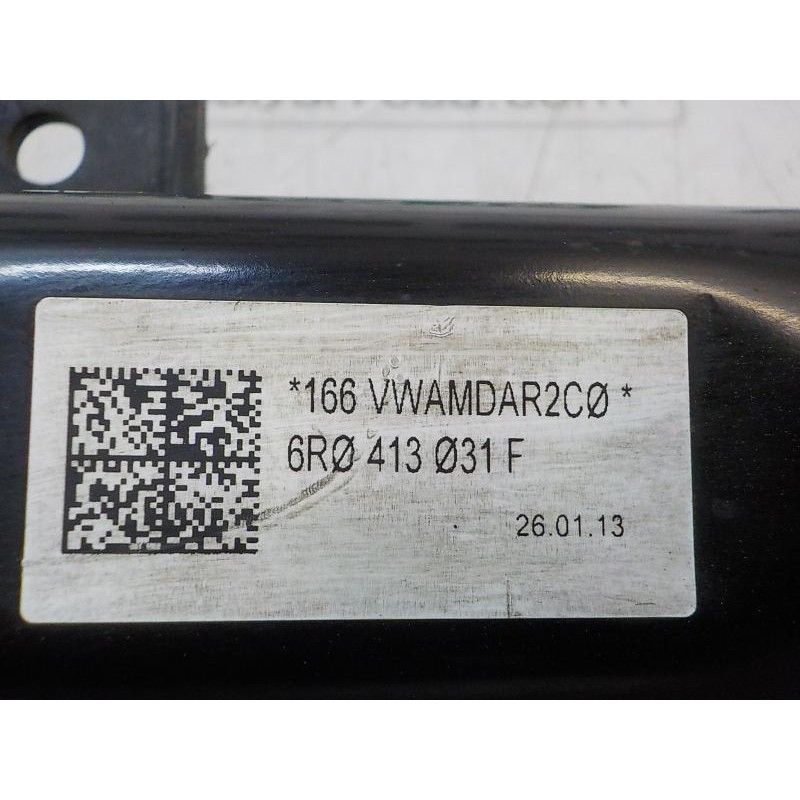 *166 VWAMDAR2CØ *
6RØ 413 Ø31 F
26.01.13